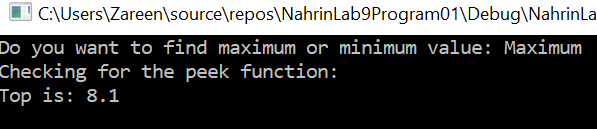 C:\Users\Zareen\source\repos\NahrinLab9Program01\Debug\NahrinLa
Do you want to find maximum or minimum value: Maximum
Checking for the peek function:
Top is: 8.1